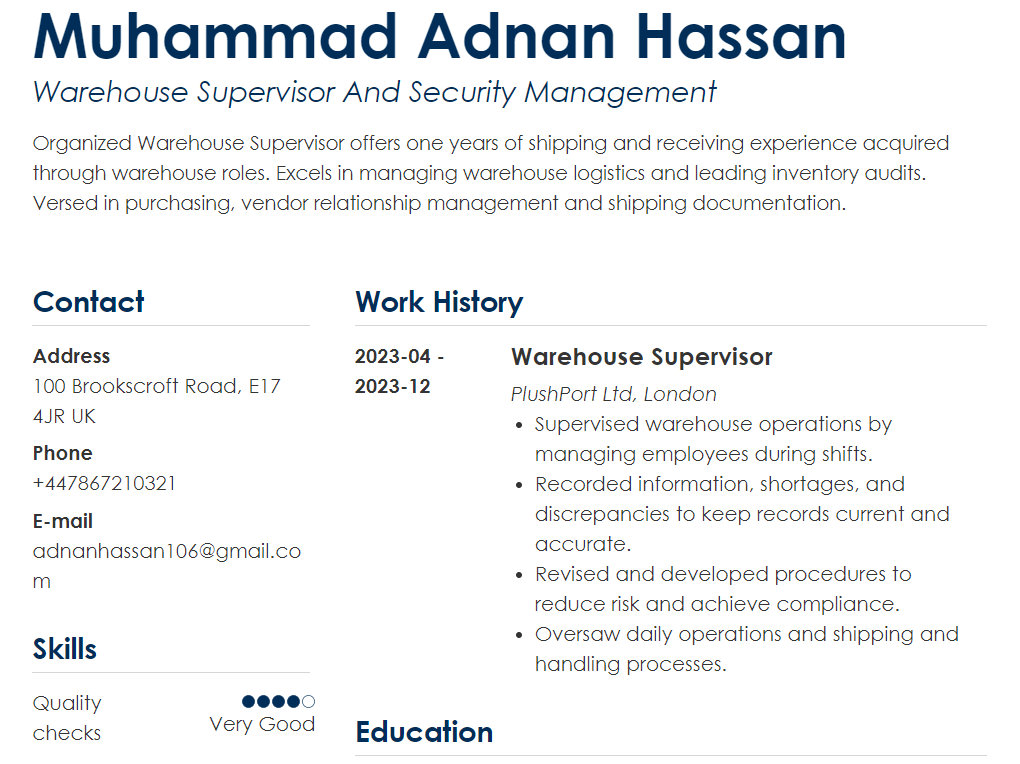 Muhammad Adnan Hassan
Warehouse Supervisor And Security Management
Organized Warehouse Supervisor offers one years of shipping and receiving experience acquired
through warehouse roles. Excels in managing warehouse logistics and leading inventory audits.
Versed in purchasing, vendor relationship management and shipping documentation.
Contact
Address
100 Brookscroft Road, E17
4JR UK
Phone
+447867210321
E-mail
adnanhassan106@gmail.co
m
Skills
Quality
checks
Very Good
Work History
2023-04 -
2023-12
Warehouse Supervisor
PlushPort Ltd, London
• Supervised warehouse operations by
managing employees during shifts.
• Recorded information, shortages, and
discrepancies to keep records current and
accurate.
• Revised and developed procedures to
reduce risk and achieve compliance.
• Oversaw daily operations and shipping and
handling processes.
Education